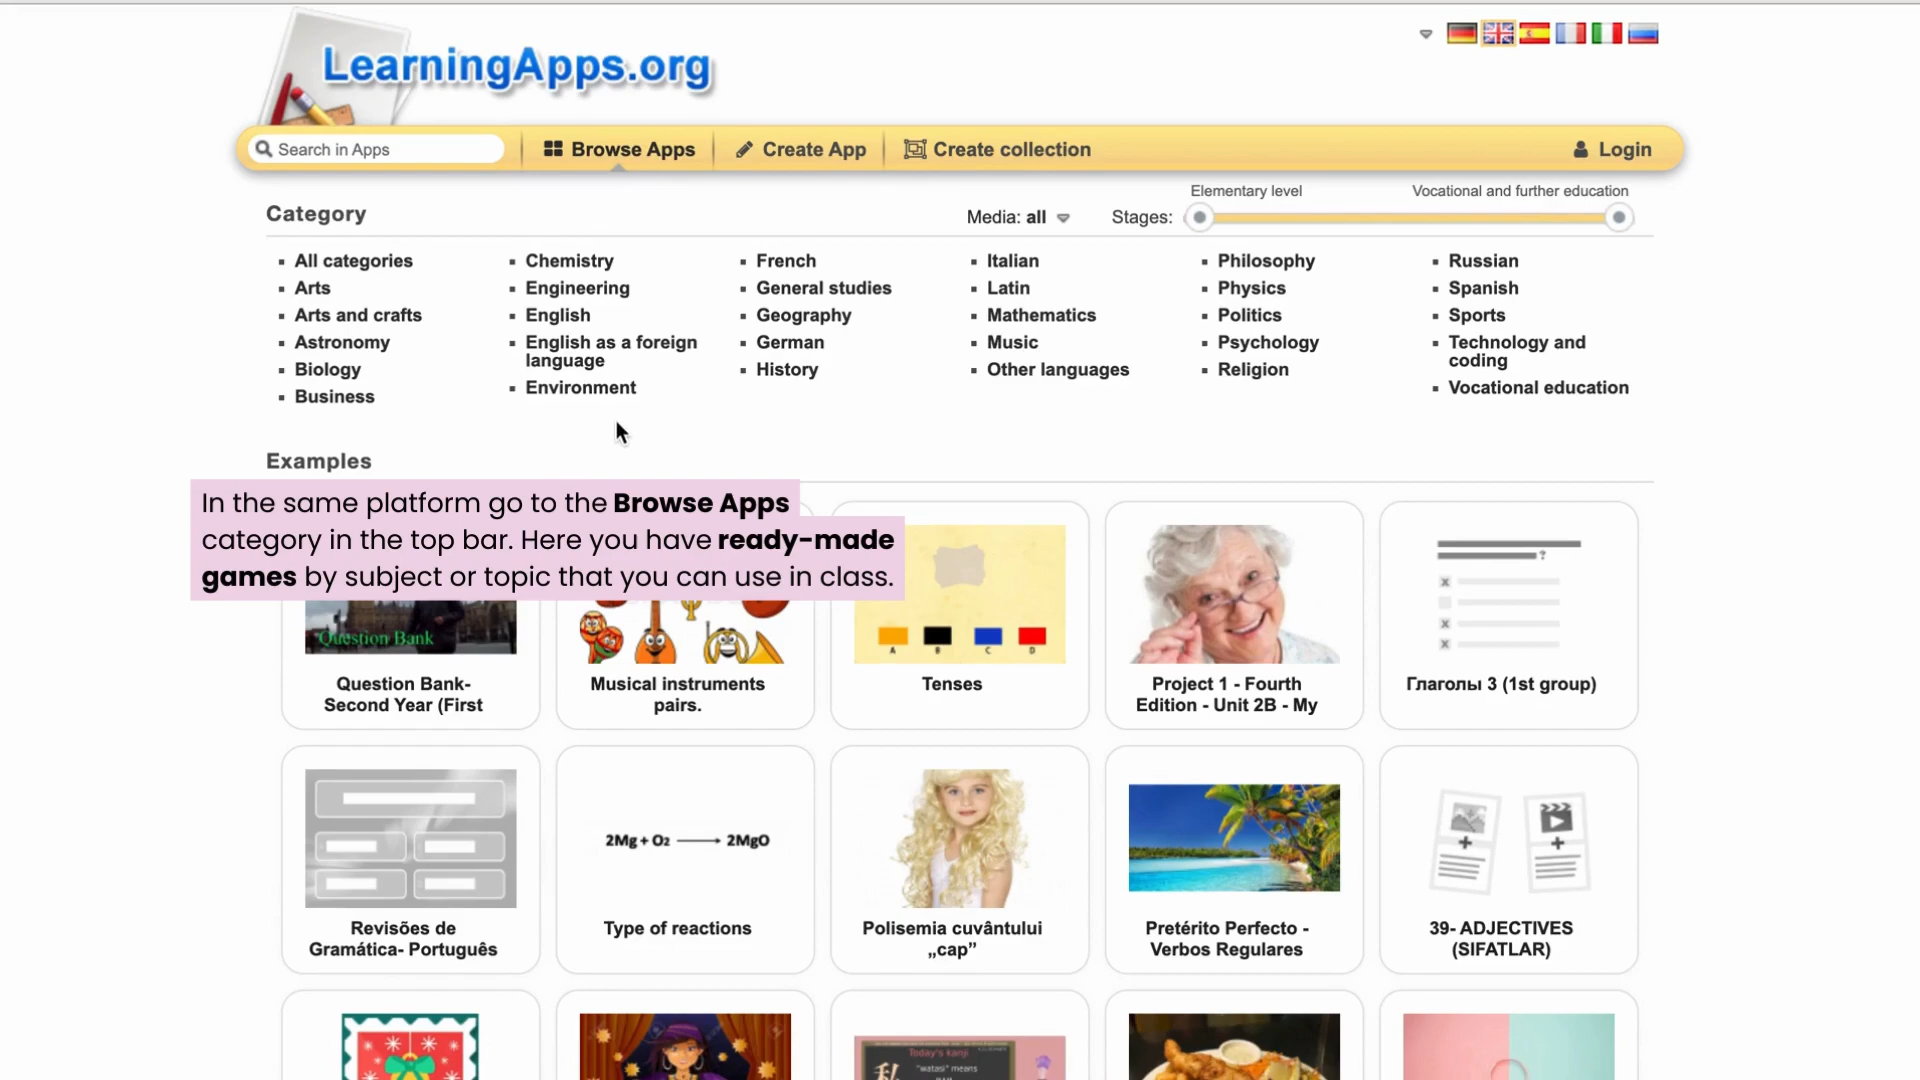 LearningApps.org
Search in Apps
Browse Apps
Create App
Create collection
Login
Category
Media: all
Stages:
Elementary level
Vocational and further education
All categories
Arts
Arts and crafts
Astronomy
Biology
Business
Chemistry
Engineering
English
English as a foreign
language
Environment
French
General studies
Geography
German
History
Italian
Latin
Mathematics
Music
Other languages
Philosophy
Physics
Politics
Psychology
Religion
Russian
Spanish
Sports
Technology and
coding
Vocational education
Examples
In the same platform go to the Browse Apps
category in the top bar. Here you have ready-made
games by subject or topic that you can use in class.
Question Bank
A B C D
?
Question Bank-
Second Year (First
Musical instruments
pairs.
Tenses
Project 1 - Fourth
Edition - Unit 2B - My
Глаголы 3 (1st group)
2Mg + O2 ⟶ 2MgO
Revisões de
Gramática- Português
Type of reactions
Polisemia cuvântului
„cap”
Pretérito Perfecto -
Verbos Regulares
39- ADJECTIVES
(SIFATLAR)
Today's kanji
私
"watasi" means